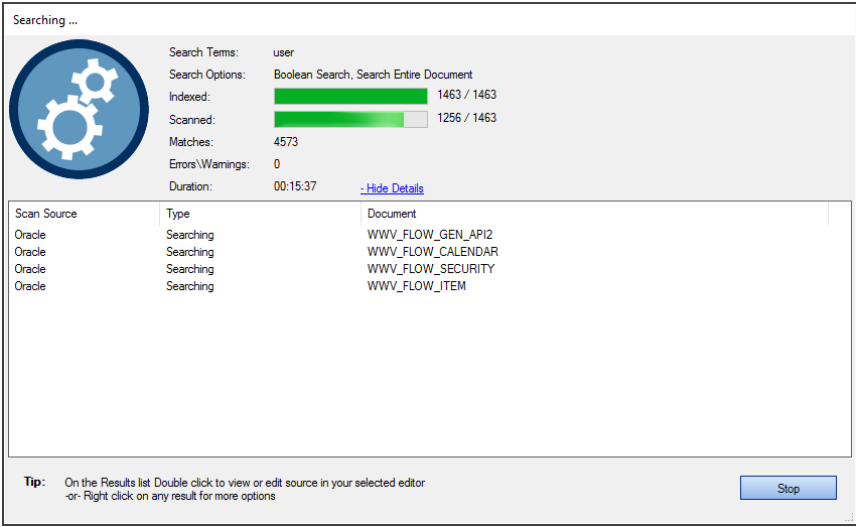 Searching ...
Search Terms: user
Search Options: Boolean Search, Search Entire Document
Indexed: 1463 / 1463
Scanned: 1256 / 1463
Matches: 4573
Errors\Warnings: 0
Duration: 00:15:37 - Hide Details
Scan Source Type Document
Oracle Searching WWV_FLOW_GEN_API2
Oracle Searching WWV_FLOW_CALENDAR
Oracle Searching WWV_FLOW_SECURITY
Oracle Searching WWV_FLOW_ITEM
Tip: On the Results list Double click to view or edit source in your selected editor
-or- Right click on any result for more options
Stop